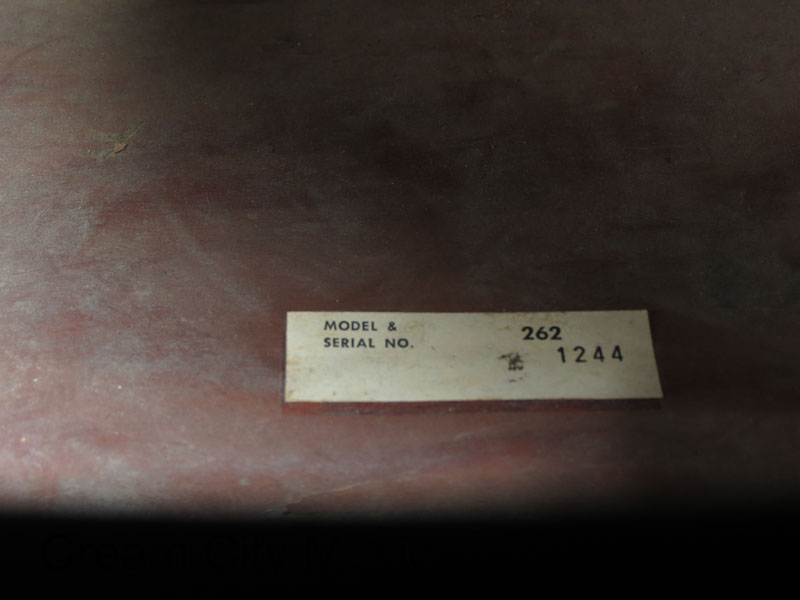 MODEL &
SERIAL NO.
262
1244
Cream City Music